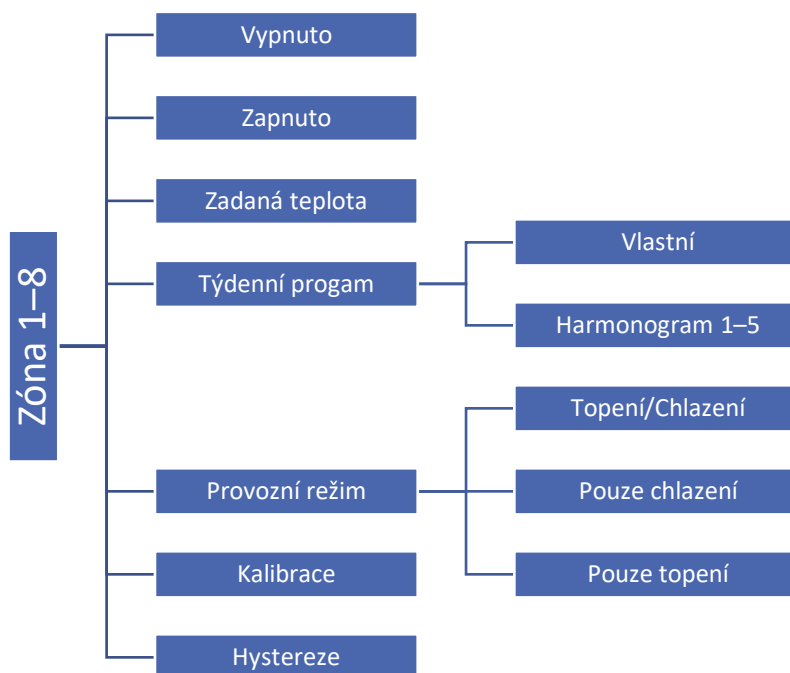 Zóna 1–8
Vypnuto
Zapnuto
Zadaná teplota
Týdenní progam
Vlastní
Harmonogram 1–5
Provozní režim
Topení/Chlazení
Pouze chlazení
Pouze topení
Kalibrace
Hystereze